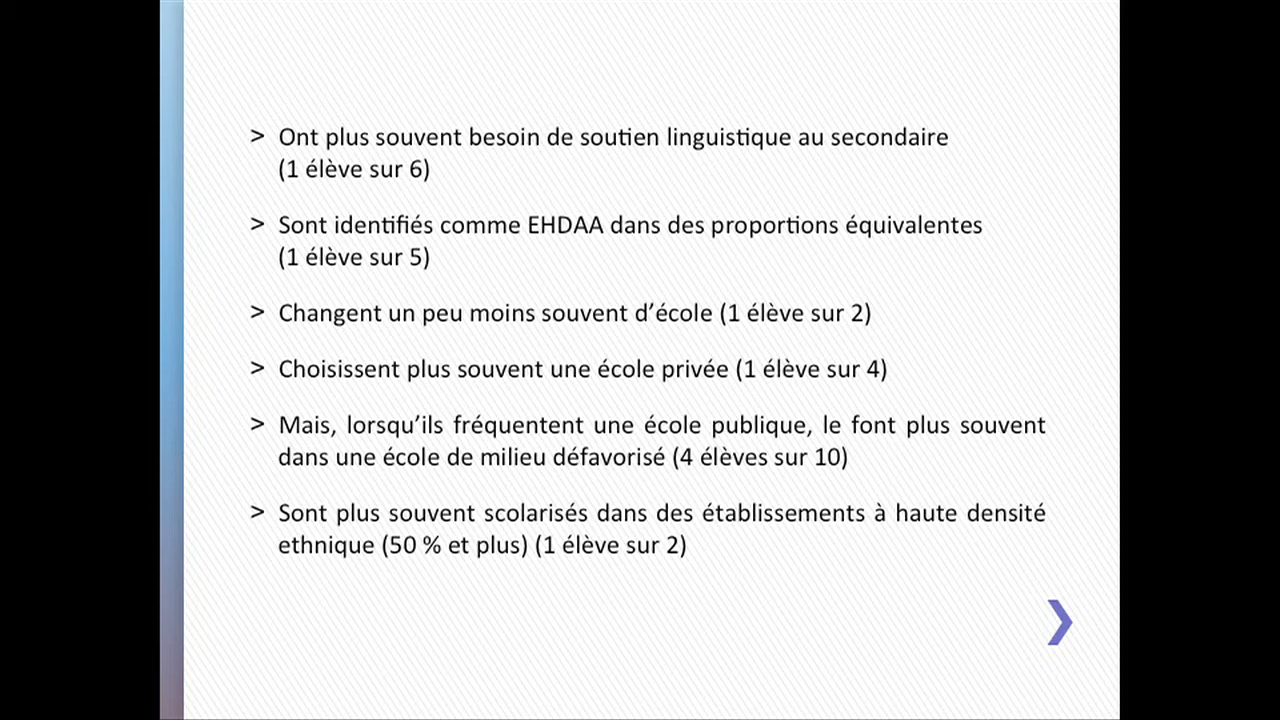 > Ont plus souvent besoin de soutien linguistique au secondaire
(1 élève sur 6)
> Sont identifiés comme EHDAA dans des proportions équivalentes
(1 élève sur 5)
> Changent un peu moins souvent d’école (1 élève sur 2)
> Choisissent plus souvent une école privée (1 élève sur 4)
> Mais, lorsqu’ils fréquentent une école publique, le font plus souvent
dans une école de milieu défavorisé (4 élèves sur 10)
> Sont plus souvent scolarisés dans des établissements à haute densité
ethnique (50 % et plus) (1 élève sur 2)